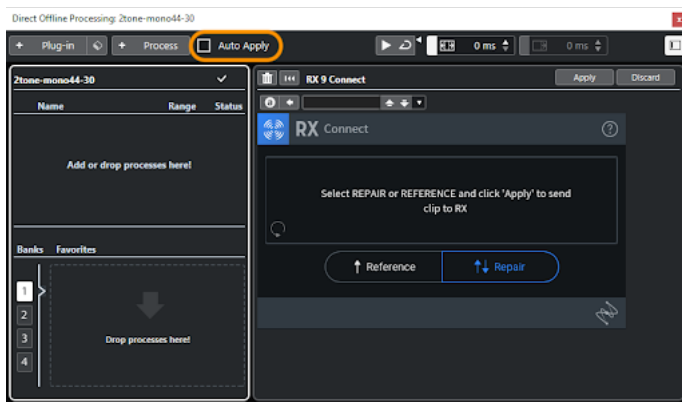 Direct Offline Processing: 2tone-mono44-30
x
+ Plug-in + Process Auto Apply 0 ms 0 ms
2tone-mono44-30
RX 9 Connect Apply Discard
Name Range Status
RX Connect ?
Add or drop processes here!
Select REPAIR or REFERENCE and click 'Apply' to send
clip to RX
Banks Favorites
Reference Repair
1
2
3
4
Drop processes here!